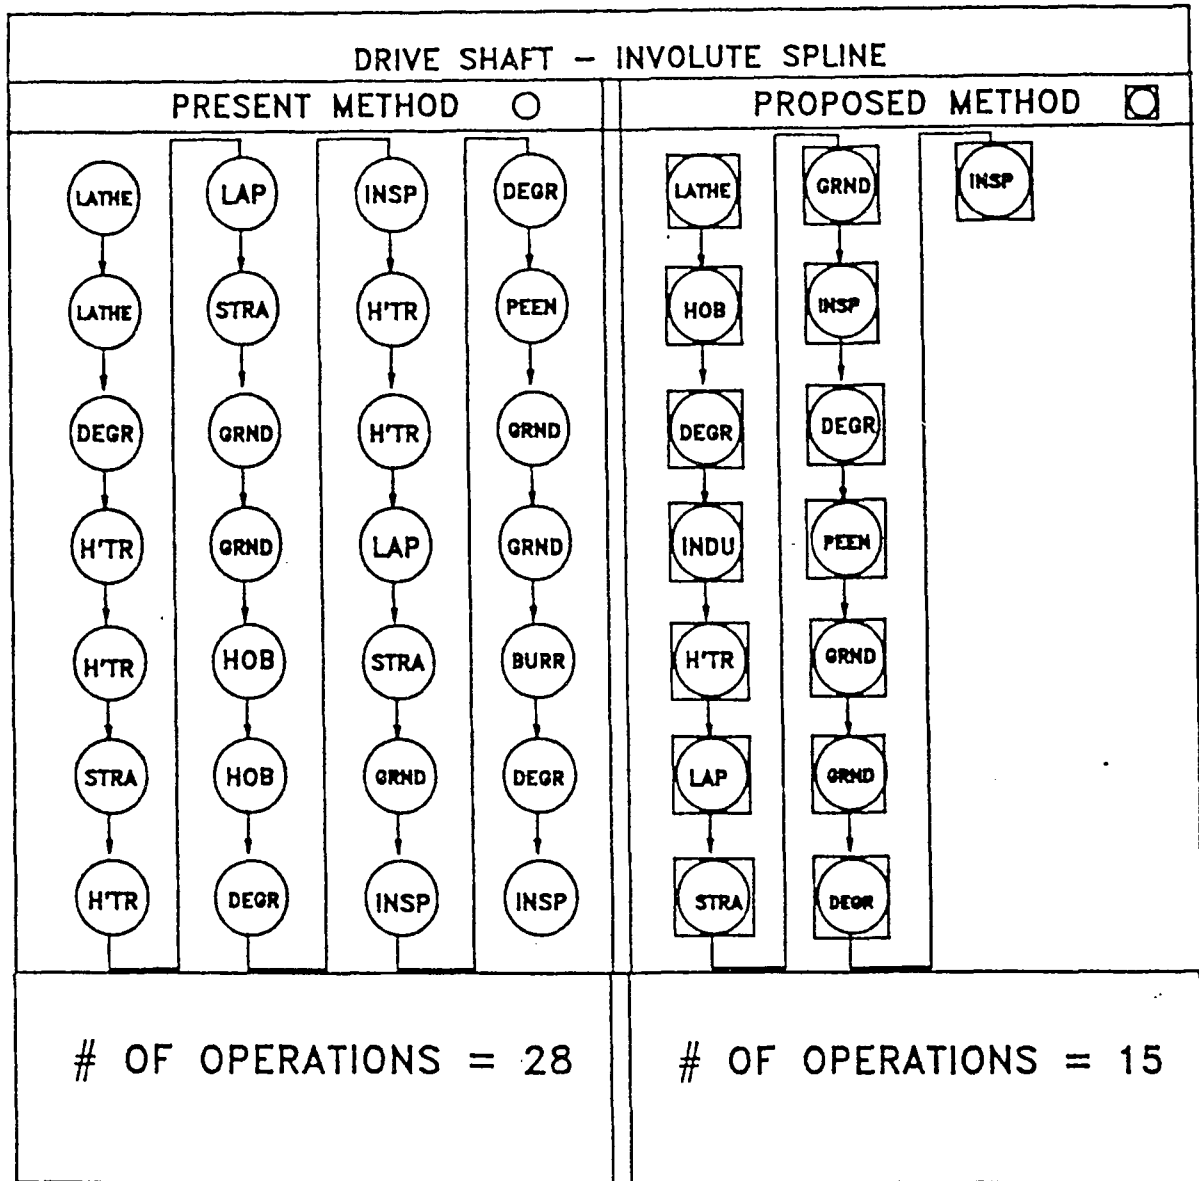 DRIVE SHAFT - INVOLUTE SPLINE
PRESENT METHOD
LATHE
LATHE
DEGR
H'TR
H'TR
STRA
H'TR
LAP
STRA
GRND
GRND
HOB
HOB
DEGR
INSP
H'TR
H'TR
LAP
STRA
GRND
INSP
DEGR
PEEN
GRND
GRND
BURR
DEGR
INSP
# OF OPERATIONS = 28
PROPOSED METHOD
LATHE
HOB
DEGR
INDU
H'TR
LAP
STRA
GRND
INSP
DEGR
PEEN
GRND
GRND
DEGR
INSP
# OF OPERATIONS = 15